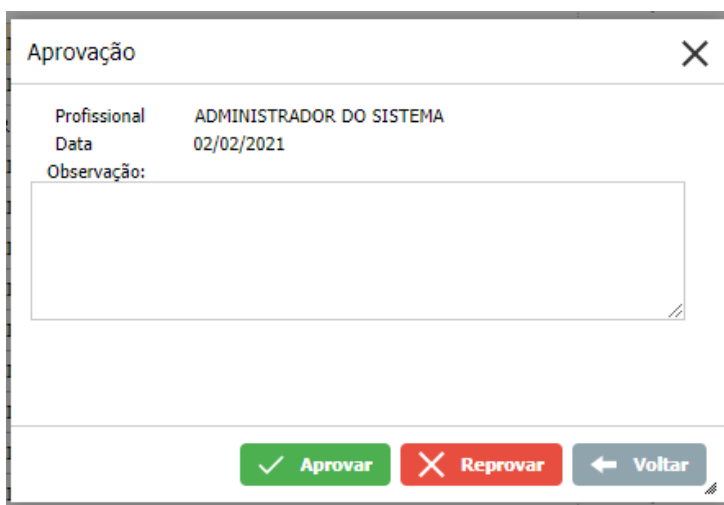 Aprovação
Profissional ADMINISTRADOR DO SISTEMA
Data 02/02/2021
Observação:
Aprovar Reprovar Voltar